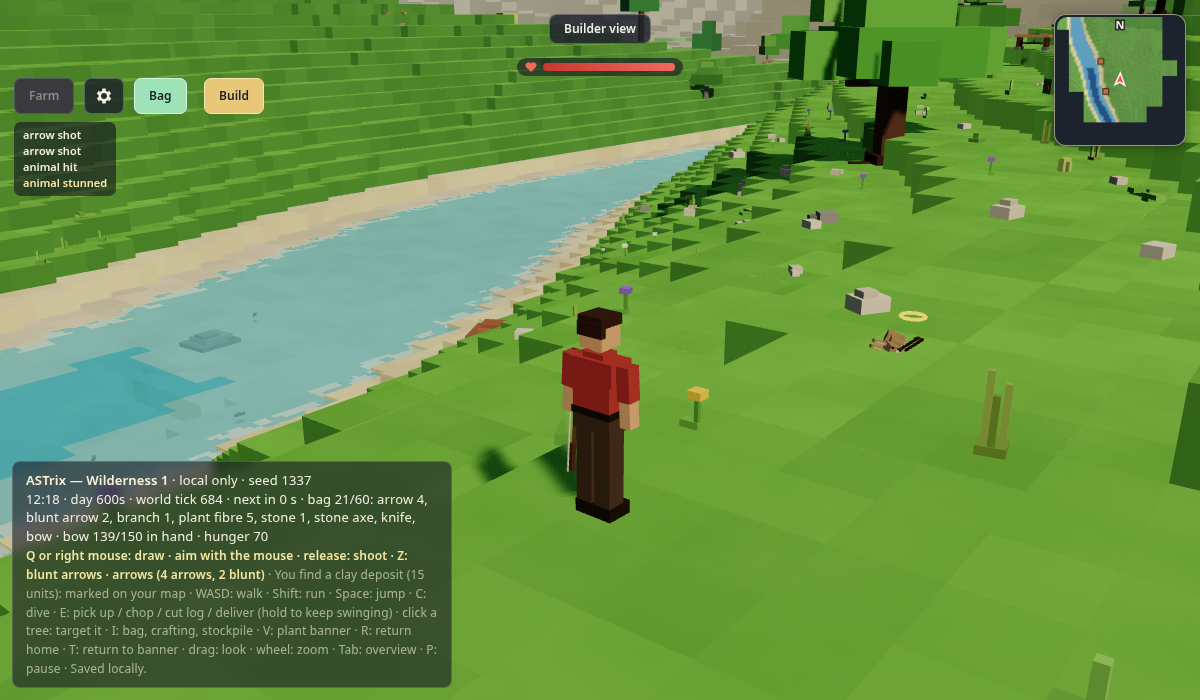 Builder view
N
Farm
Bag
Build
arrow shot
arrow shot
animal hit
animal stunned
ASTrix — Wilderness 1 · local only · seed 1337
12:18 · day 600s · world tick 684 · next in 0 s · bag 21/60: arrow 4,
blunt arrow 2, branch 1, plant fibre 5, stone 1, stone axe, knife,
bow · bow 139/150 in hand · hunger 70
Q or right mouse: draw · aim with the mouse · release: shoot · Z:
blunt arrows · arrows (4 arrows, 2 blunt) · You find a clay deposit (15
units): marked on your map · WASD: walk · Shift: run · Space: jump · C:
dive · E: pick up / chop / cut log / deliver (hold to keep swinging) · click a
tree: target it · I: bag, crafting, stockpile · V: plant banner · R: return
home · T: return to banner · drag: look · wheel: zoom · Tab: overview · P:
pause · Saved locally.